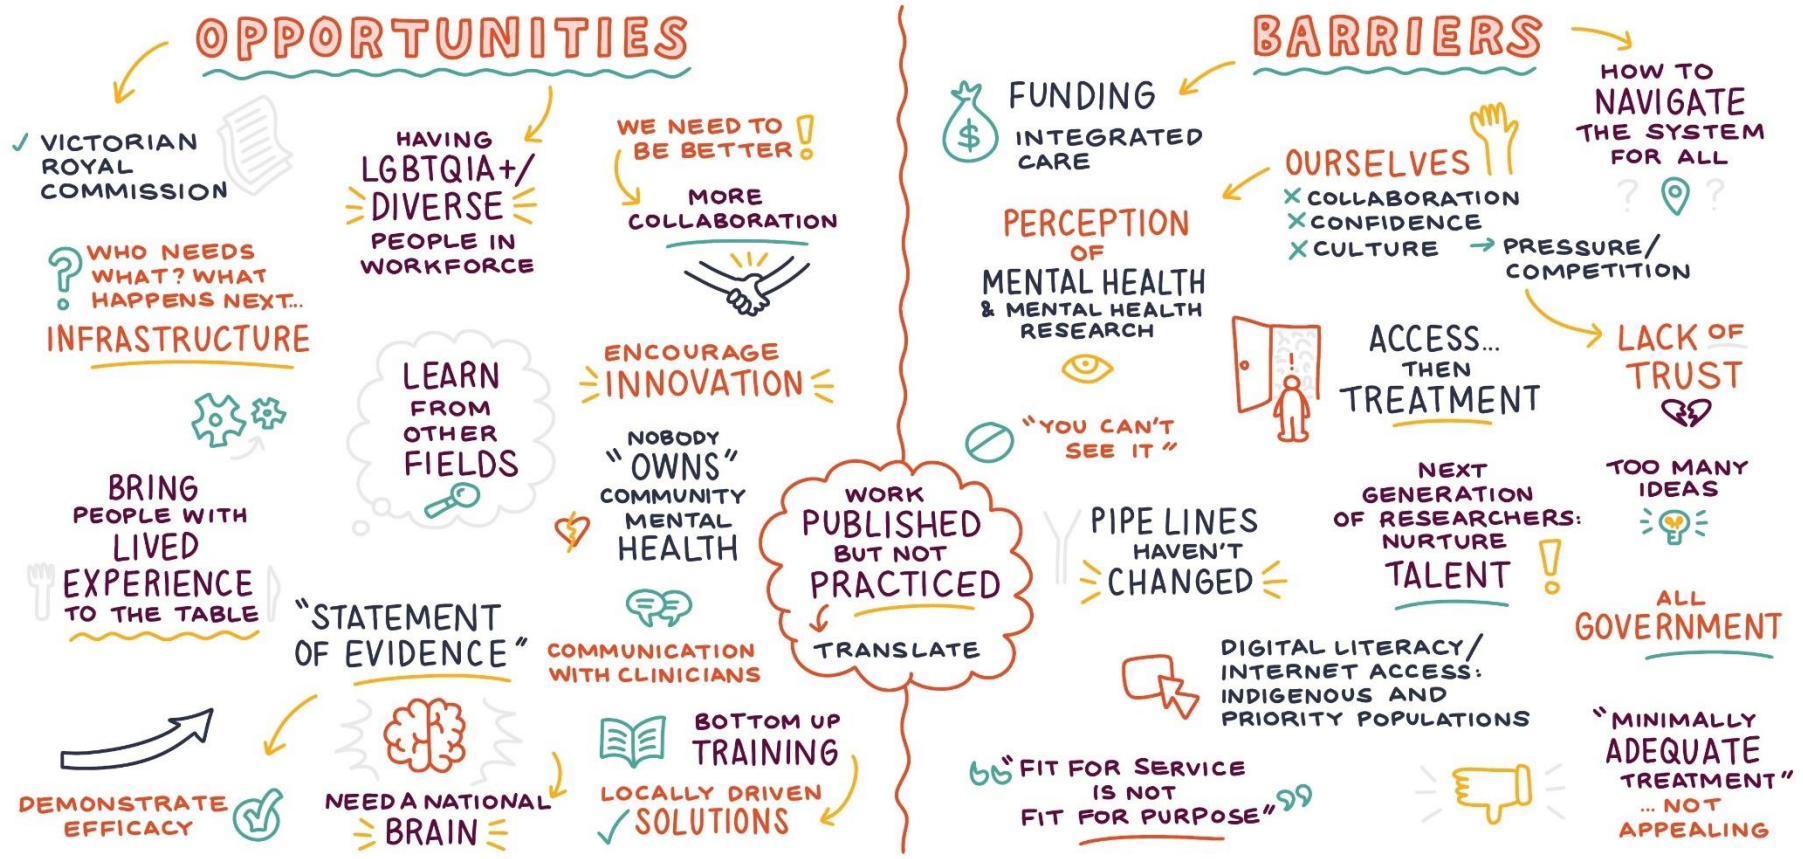 OPPORTUNITIES
VICTORIAN
ROYAL
COMMISSION
HAVING
LGBTQIA+/
DIVERSE
PEOPLE IN
WORKFORCE
WE NEED TO
BE BETTER!
MORE
COLLABORATION
? WHO NEEDS
WHAT? WHAT
HAPPENS NEXT...
INFRASTRUCTURE
LEARN
FROM
OTHER
FIELDS
ENCOURAGE
INNOVATION
NOBODY
"OWNS"
COMMUNITY
MENTAL
HEALTH
BRING
PEOPLE WITH
LIVED
EXPERIENCE
TO THE TABLE
"STATEMENT
OF EVIDENCE"
COMMUNICATION
WITH CLINICIANS
DEMONSTRATE
EFFICACY
NEED A NATIONAL
BRAIN
BOTTOM UP
TRAINING
LOCALLY DRIVEN
SOLUTIONS
WORK
PUBLISHED
BUT NOT
PRACTICED
TRANSLATE
BARRIERS
$
FUNDING
INTEGRATED
CARE
HOW TO
NAVIGATE
THE SYSTEM
FOR ALL
? ?
OURSELVES
X COLLABORATION
X CONFIDENCE
X CULTURE → PRESSURE/
COMPETITION
PERCEPTION
OF
MENTAL HEALTH
& MENTAL HEALTH
RESEARCH
"YOU CAN'T
SEE IT"
!
ACCESS...
THEN
TREATMENT
LACK OF
TRUST
PIPE LINES
HAVEN'T
CHANGED
NEXT
GENERATION
OF RESEARCHERS:
NURTURE
TALENT !
TOO MANY
IDEAS
ALL
GOVERNMENT
DIGITAL LITERACY/
INTERNET ACCESS:
INDIGENOUS AND
PRIORITY POPULATIONS
"FIT FOR SERVICE
IS NOT
FIT FOR PURPOSE"
"MINIMALLY
ADEQUATE
TREATMENT"
... NOT
APPEALING